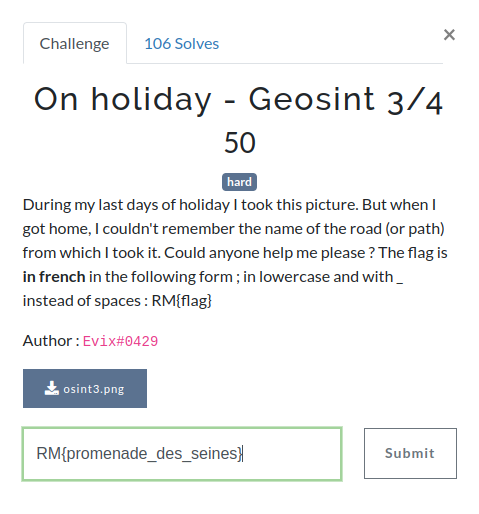 Challenge
106 Solves
×
On holiday - Geosint 3/4
50
hard
During my last days of holiday I took this picture. But when I
got home, I couldn't remember the name of the road (or path)
from which I took it. Could anyone help me please ? The flag is
in french in the following form ; in lowercase and with _
instead of spaces : RM{flag}
Author : Evix#0429
osint3.png
RM{promenade_des_seines}
Submit